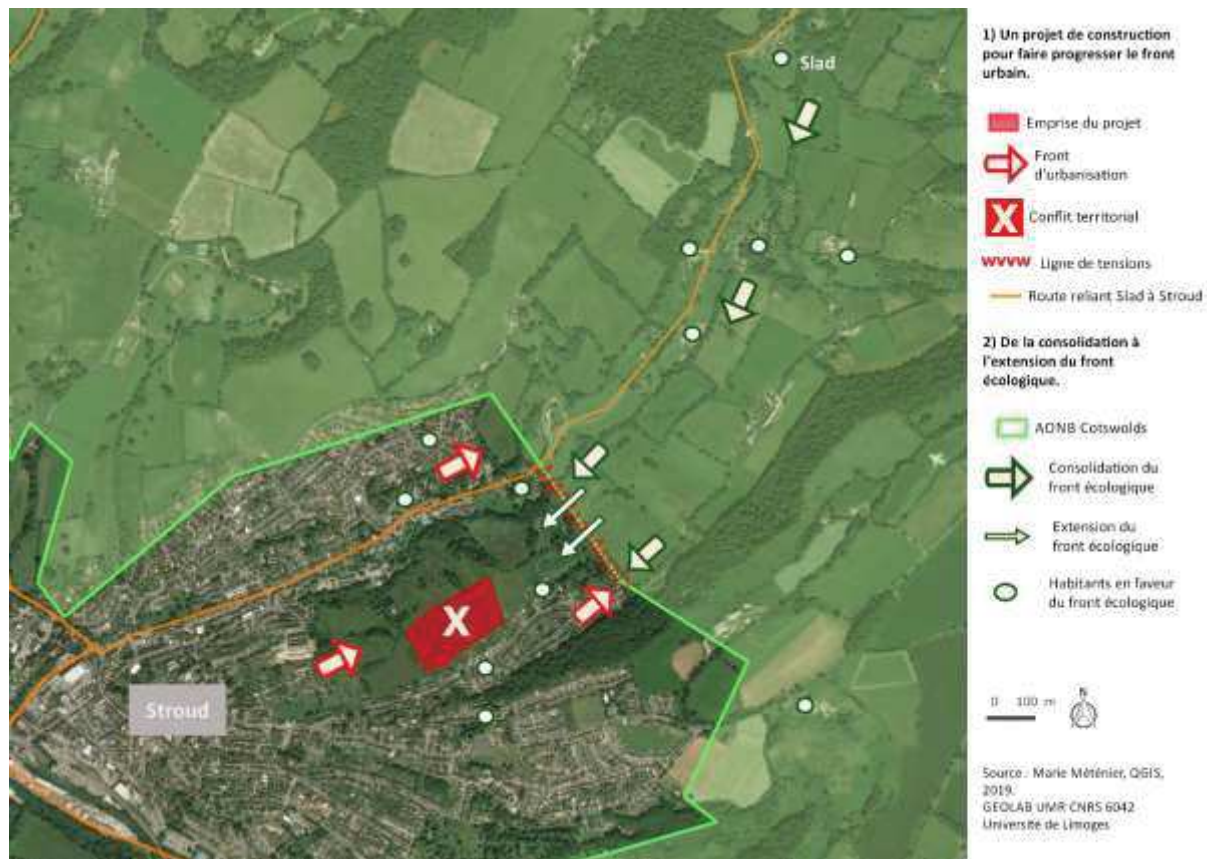 Slad
Stroud
X
1) Un projet de construction
pour faire progresser le front
urbain.
Emprise du projet
Front
d'urbanisation
X
Conflit territorial
wvvw Ligne de tensions
Route reliant Slad à Stroud
2) De la consolidation à
l'extension du front
écologique.
AONB Cotswolds
Consolidation du
front écologique
Extension du
front écologique
Habitants en faveur
du front écologique
0 100 m
N
Source : Marie Méténier, QGIS,
2019.
GEOLAB UMR CNRS 6042
Université de Limoges